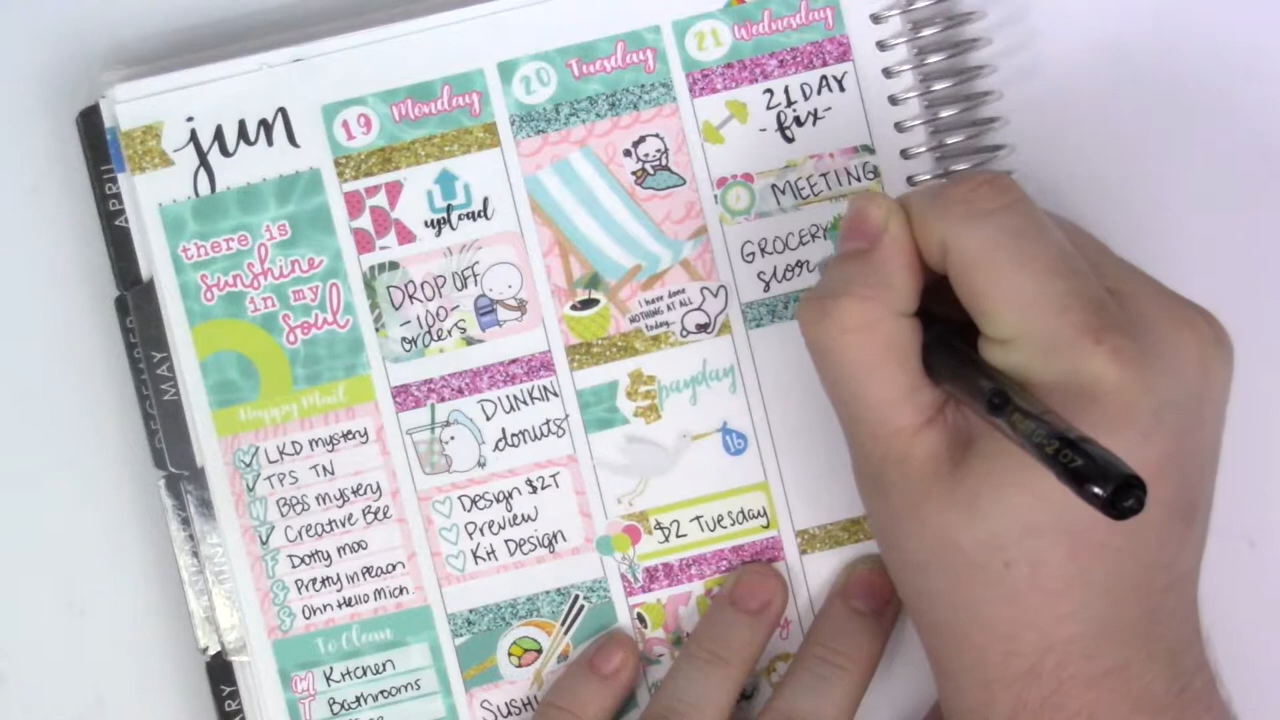 jun
there is
sunshine
in my
soul
Happy Mail
LKD mystery
TPS TN
BBS mystery
Creative Bee
Dotty moo
Pretty in Peach
Ohh Hello Mich.
To Clean
M Kitchen
T Bathrooms
19 Monday
upload
DROP OFF
-100-
orders
DUNKIN
donuts
Design $2T
Preview
Kit Design
SUSHI
20 Tuesday
I have done
NOTHING AT ALL
today...
$ payday
16
$2 Tuesday
21 Wednesday
21 DAY
-fix-
MEETING
GROCERY
stor
APRIL
DECEMBER
MAY
JUNE